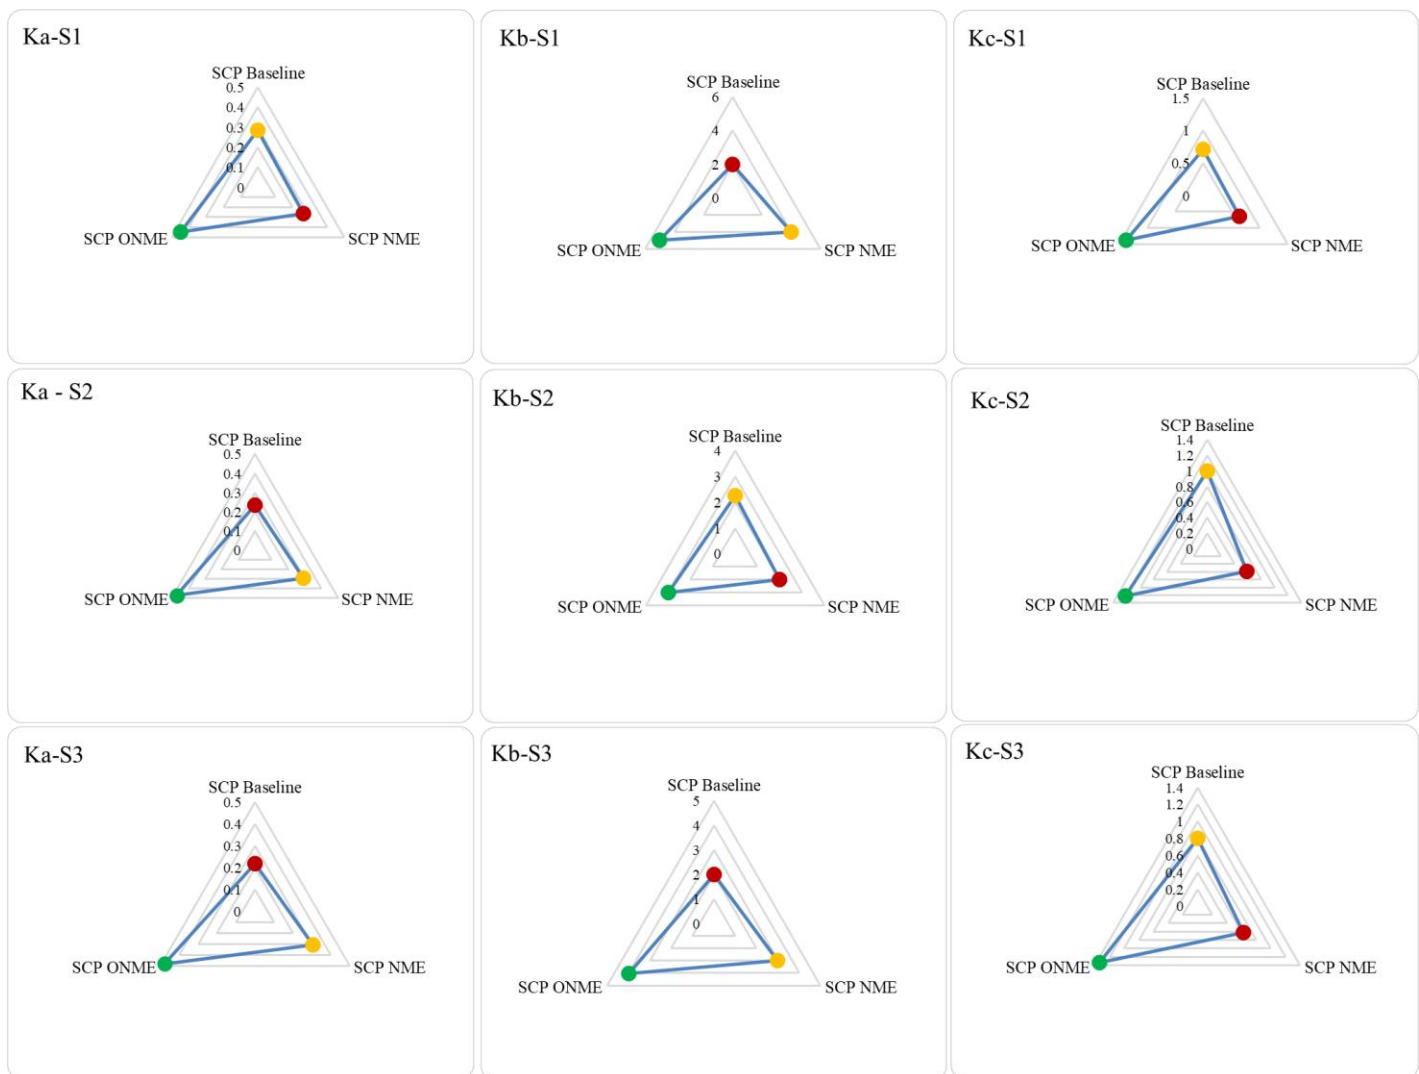 Ka-S1
SCP Baseline
0.5
0.4
0.3
0.2
0.1
0
SCP ONME
SCP NME
Kb-S1
SCP Baseline
6
4
2
0
SCP ONME
SCP NME
Kc-S1
SCP Baseline
1.5
1
0.5
0
SCP ONME
SCP NME
Ka - S2
SCP Baseline
0.5
0.4
0.3
0.2
0.1
0
SCP ONME
SCP NME
Kb-S2
SCP Baseline
4
3
2
1
0
SCP ONME
SCP NME
Kc-S2
SCP Baseline
1.4
1.2
1
0.8
0.6
0.4
0.2
0
SCP ONME
SCP NME
Ka-S3
SCP Baseline
0.5
0.4
0.3
0.2
0.1
0
SCP ONME
SCP NME
Kb-S3
SCP Baseline
5
4
3
2
1
0
SCP ONME
SCP NME
Kc-S3
SCP Baseline
1.4
1.2
1
0.8
0.6
0.4
0.2
0
SCP ONME
SCP NME